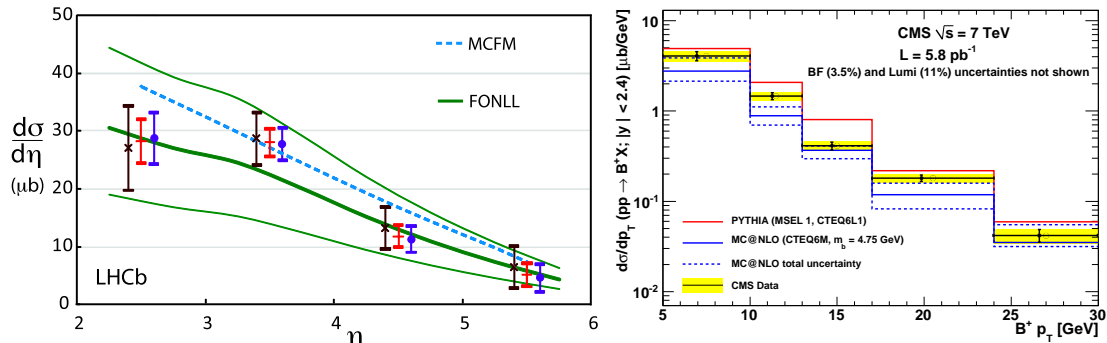 50
40
30
20
10
0
dσ
dη
(μb)
MCFM
FONLL
LHCb
1 2 3 4 5 6
η
dσ/dp_T (pp → B⁺X; |y| < 2.4) [μb/GeV]
10
1
10⁻¹
10⁻²
CMS √s = 7 TeV
L = 5.8 pb⁻¹
BF (3.5%) and Lumi (11%) uncertainties not shown
PYTHIA (MSEL 1, CTEQ6L1)
MC@NLO (CTEQ6M, m_b = 4.75 GeV)
MC@NLO total uncertainty
CMS Data
5 10 15 20 25 30
B⁺ p_T [GeV]